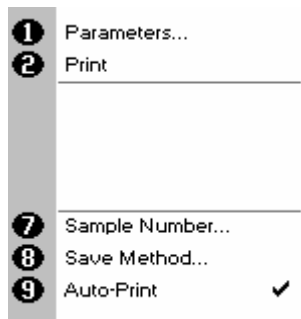 1 Parameters...
2 Print
7 Sample Number...
8 Save Method...
9 Auto-Print ✓